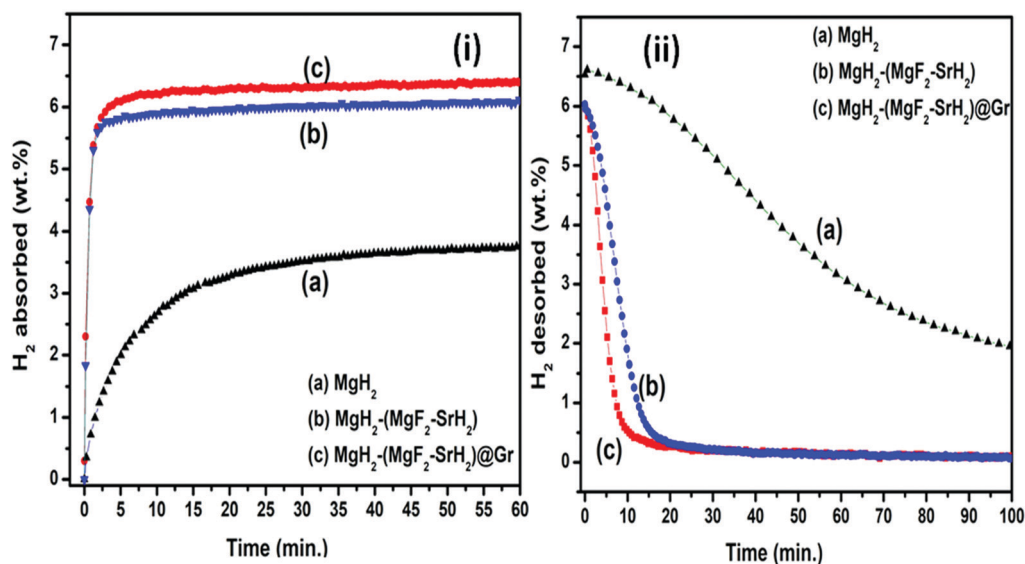 (i)
(c)
(b)
(a)
(a) MgH₂
(b) MgH₂-(MgF₂-SrH₂)
(c) MgH₂-(MgF₂-SrH₂)@Gr
H₂ absorbed (wt.%)
7
6
5
4
3
2
1
0
0 5 10 15 20 25 30 35 40 45 50 55 60
Time (min.)
(ii)
(a) MgH₂
(b) MgH₂-(MgF₂-SrH₂)
(c) MgH₂-(MgF₂-SrH₂)@Gr
(a)
(b)
(c)
H₂ desorbed (wt.%)
7
6
5
4
3
2
1
0
0 10 20 30 40 50 60 70 80 90 100
Time (min.)